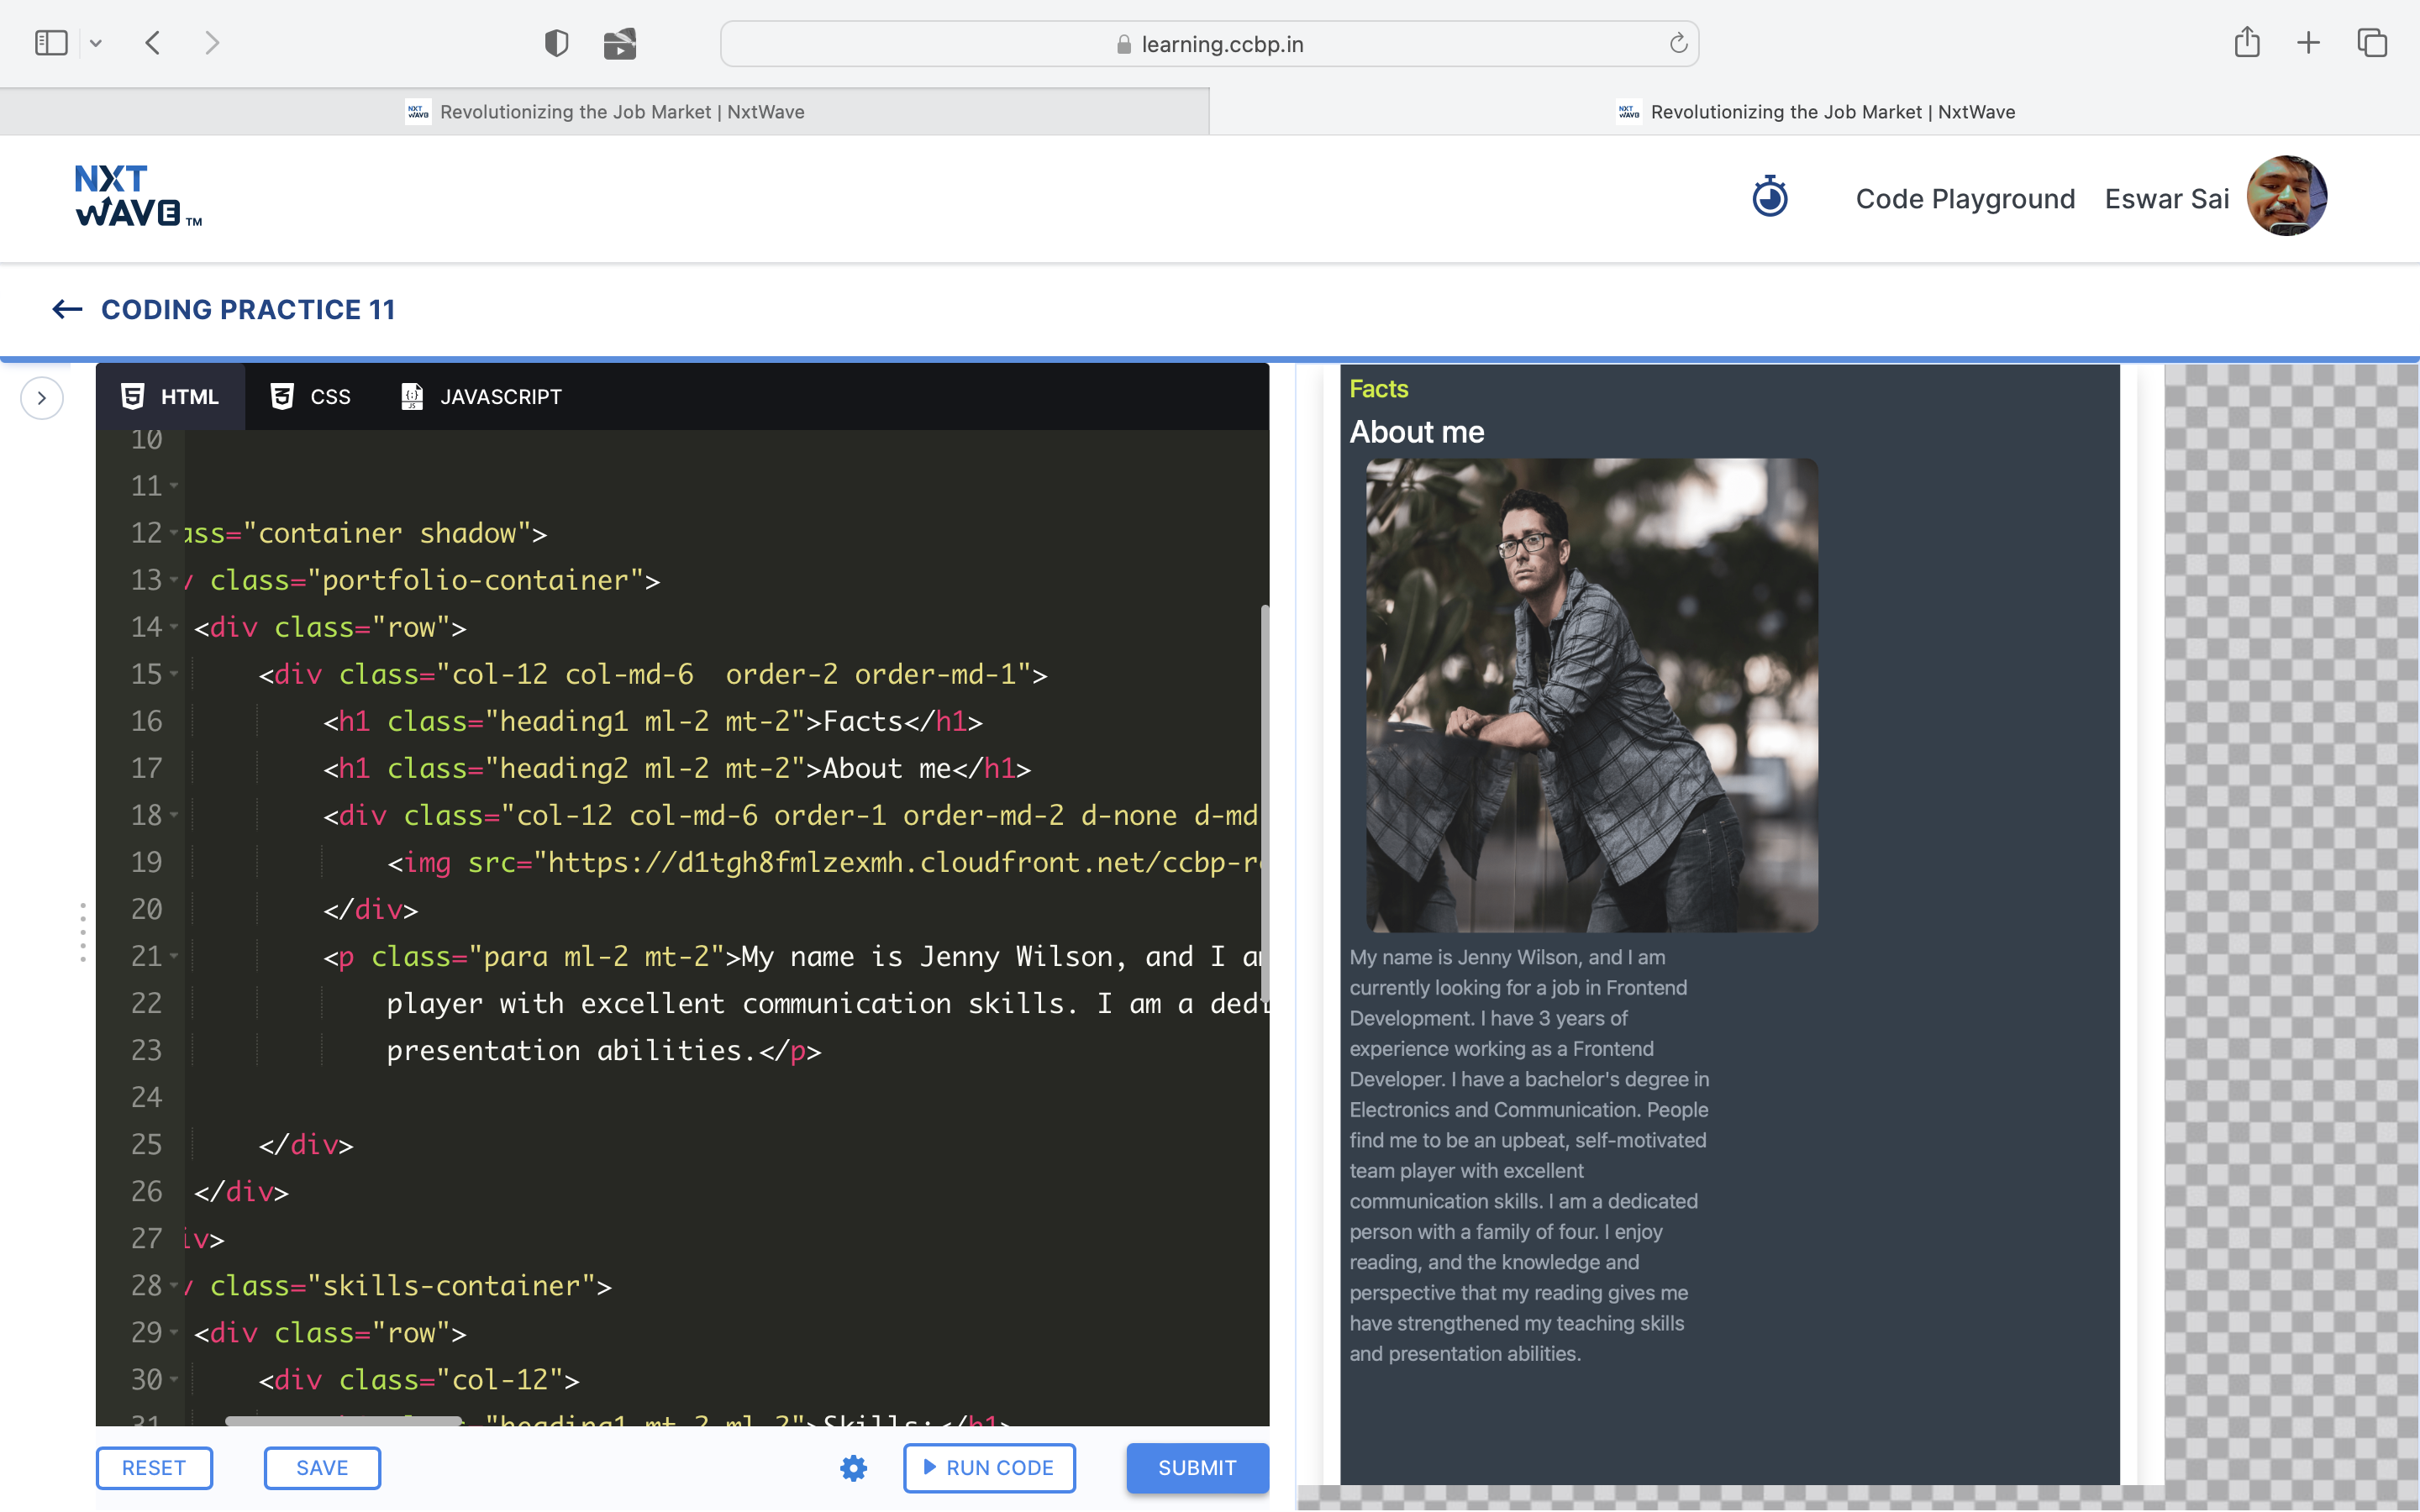 learning.ccbp.in
Revolutionizing the Job Market | NxtWave
Revolutionizing the Job Market | NxtWave
NXT
WAVE TM
Code Playground
Eswar Sai
CODING PRACTICE 11
HTML
CSS
JAVASCRIPT
10
11
12 ass="container shadow">
13 class="portfolio-container">
14 <div class="row">
15 <div class="col-12 col-md-6  order-2 order-md-1">
16 <h1 class="heading1 ml-2 mt-2">Facts</h1>
17 <h1 class="heading2 ml-2 mt-2">About me</h1>
18 <div class="col-12 col-md-6 order-1 order-md-2 d-none d-md
19 <img src="https://d1tgh8fmlzexmh.cloudfront.net/ccbp-r
20 </div>
21 <p class="para ml-2 mt-2">My name is Jenny Wilson, and I a
22 player with excellent communication skills. I am a ded
23 presentation abilities.</p>
24
25 </div>
26 </div>
27 iv>
28 class="skills-container">
29 <div class="row">
30 <div class="col-12">
31 "heading1 mt-2 ml-2">Skills:</h1>
RESET
SAVE
RUN CODE
SUBMIT
Facts
About me
My name is Jenny Wilson, and I am
currently looking for a job in Frontend
Development. I have 3 years of
experience working as a Frontend
Developer. I have a bachelor's degree in
Electronics and Communication. People
find me to be an upbeat, self-motivated
team player with excellent
communication skills. I am a dedicated
person with a family of four. I enjoy
reading, and the knowledge and
perspective that my reading gives me
have strengthened my teaching skills
and presentation abilities.